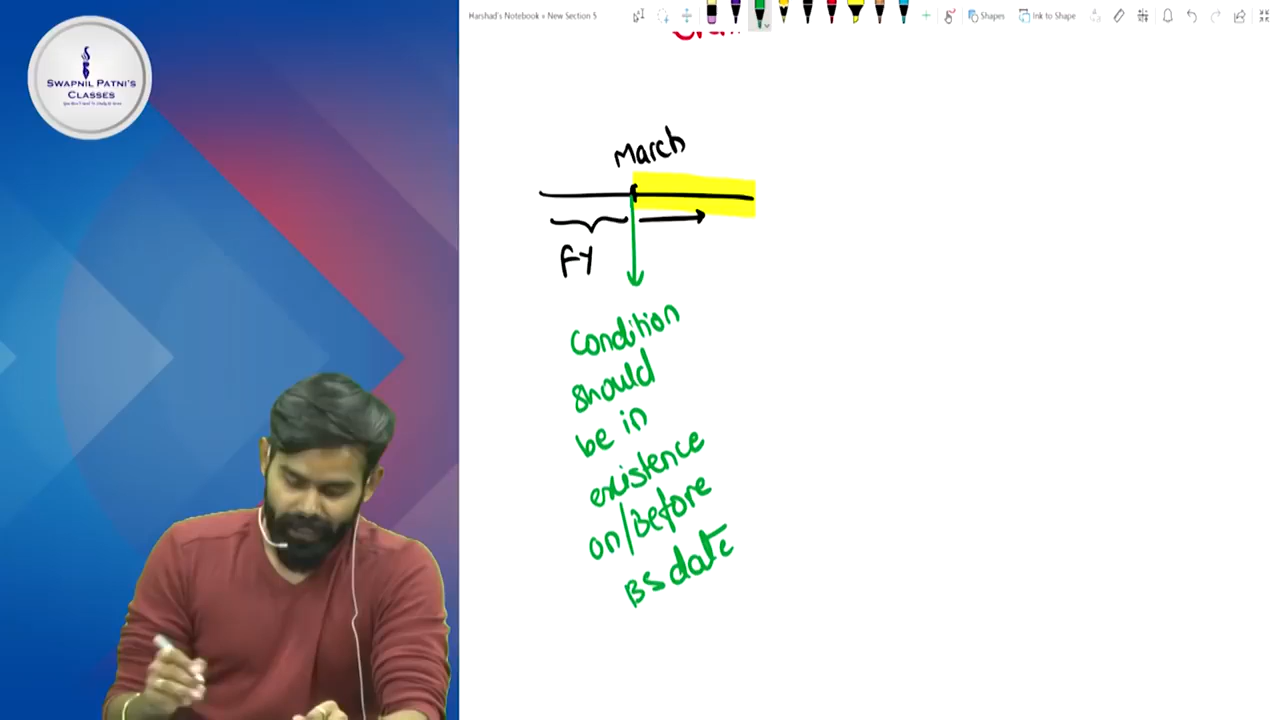 SWAPNIL PATNI'S
CLASSES
Harshad's Notebook » New Section 5
Shapes
Ink to Shape
March
FY
Condition
should
be in
existence
on/Before
BS date